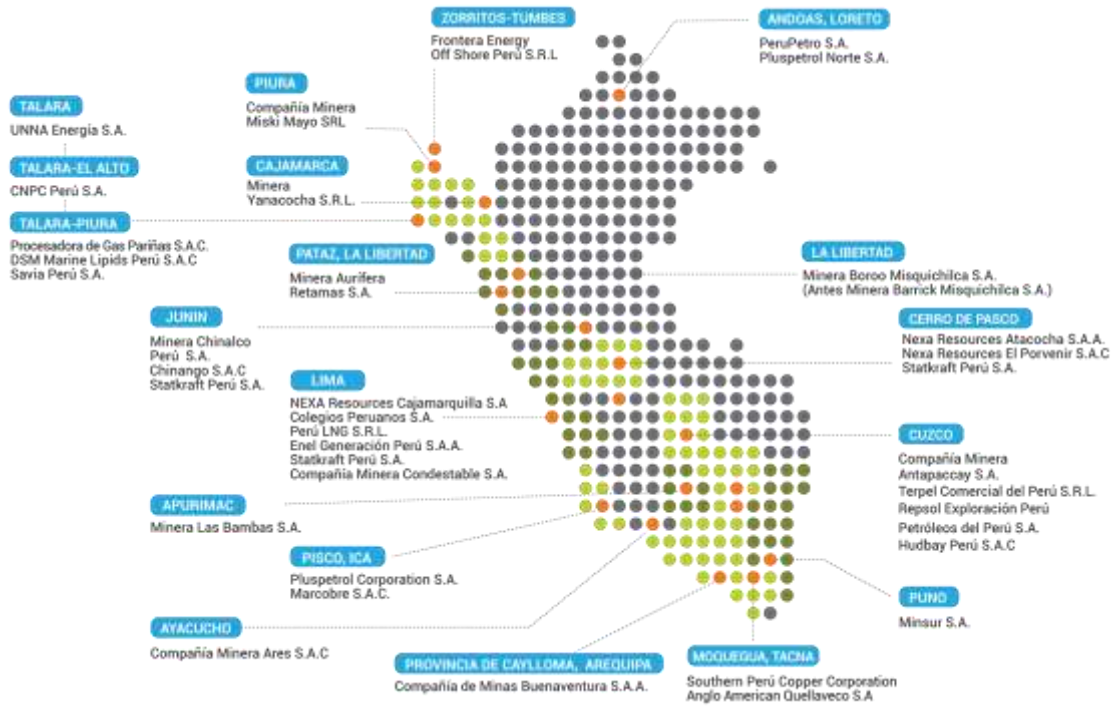 ZORRITOS-TUMBES
Frontera Energy
Off Shore Perú S.R.L
ANDOAS, LORETO
PeruPetro S.A.
Pluspetrol Norte S.A.
PIURA
Compañía Minera
Miski Mayo SRL
TALARA
UNNA Energía S.A.
TALARA-EL ALTO
CNPC Perú S.A.
CAJAMARCA
Minera
Yanacocha S.R.L.
TALARA-PIURA
Procesadora de Gas Pariñas S.A.C.
DSM Marine Lipids Perú S.A.C
Savia Perú S.A.
PATAZ, LA LIBERTAD
Minera Aurífera
Retamas S.A.
LA LIBERTAD
Minera Boroo Misquichilca S.A.
(Antes Minera Barrick Misquichilca S.A.)
JUNIN
Minera Chinalco
Perú S.A.
Chinango S.A.C
Statkraft Perú S.A.
CERRO DE PASCO
Nexa Resources Atacocha S.A.A.
Nexa Resources El Porvenir S.A.C
Statkraft Perú S.A.
LIMA
NEXA Resources Cajamarquilla S.A
Colegios Peruanos S.A.
Perú LNG S.R.L.
Enel Generación Perú S.A.A.
Statkraft Perú S.A.
Compañia Minera Condestable S.A.
CUZCO
Compañía Minera
Antapaccay S.A.
Terpel Comercial del Perú S.R.L.
Repsol Exploración Perú
Petróleos del Perú S.A.
Hudbay Perú S.A.C
APURIMAC
Minera Las Bambas S.A.
PISCO, ICA
Pluspetrol Corporation S.A.
Marcobre S.A.C.
PUNO
Minsur S.A.
AYACUCHO
Compañía Minera Ares S.A.C
PROVINCIA DE CAYLLOMA, AREQUIPA
Compañía de Minas Buenaventura S.A.A.
MOQUEGUA, TACNA
Southern Perú Copper Corporation
Anglo American Quellaveco S.A